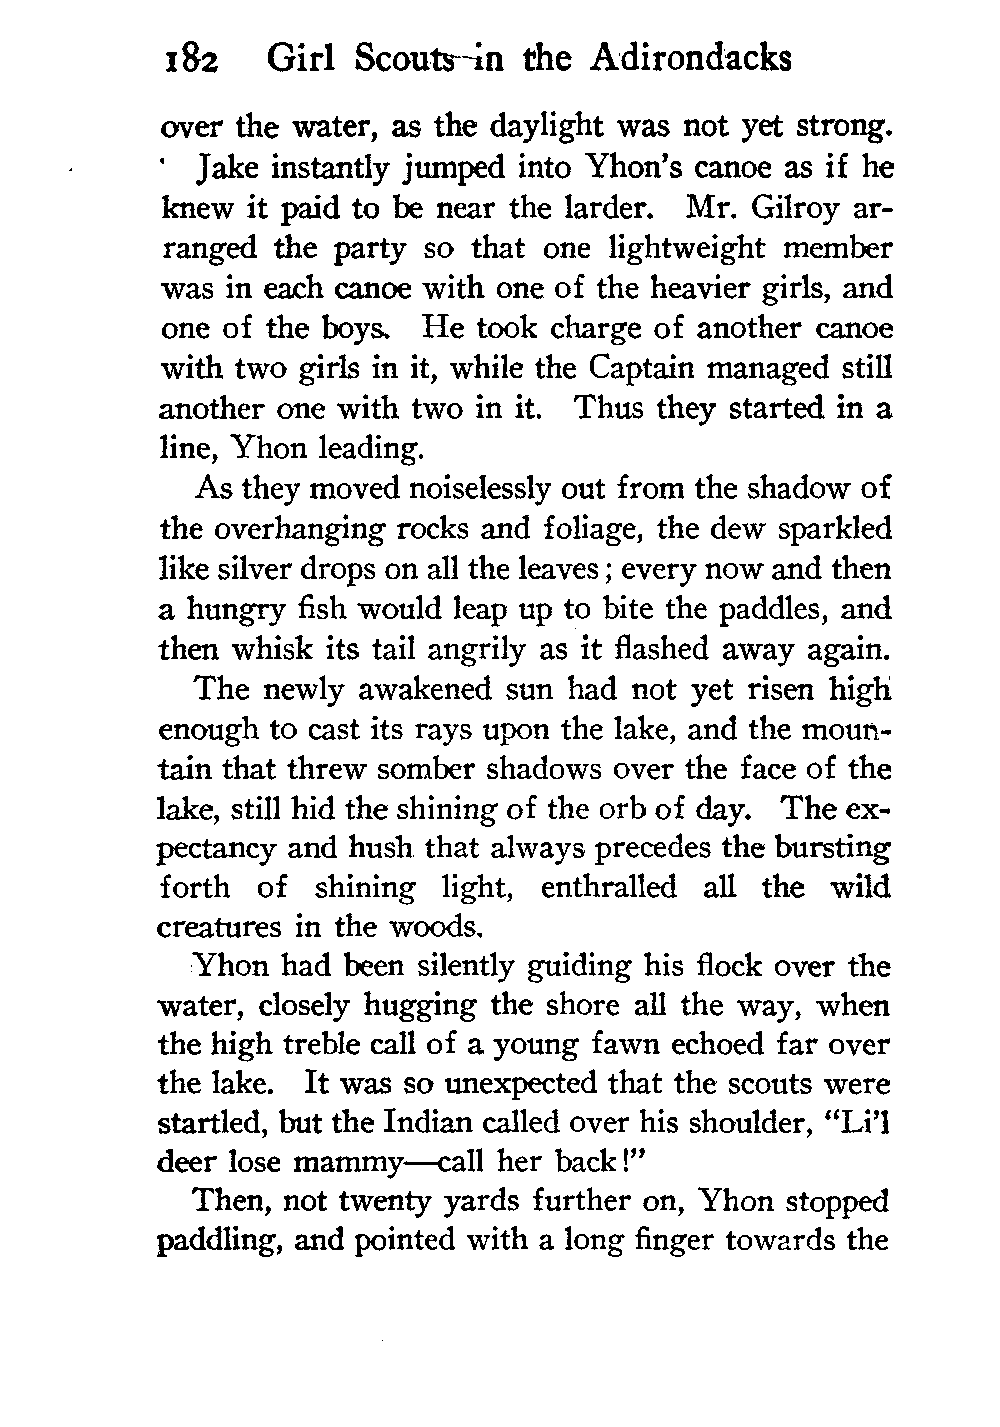 182 Girl Scouts in the Adirondacks
over the water, as the daylight was not yet strong.
Jake instantly jumped into Yhon's canoe as if he
knew it paid to be near the larder. Mr. Gilroy ar-
ranged the party so that one lightweight member
was in each canoe with one of the heavier girls, and
one of the boys. He took charge of another canoe
with two girls in it, while the Captain managed still
another one with two in it. Thus they started in a
line, Yhon leading.
As they moved noiselessly out from the shadow of
the overhanging rocks and foliage, the dew sparkled
like silver drops on all the leaves; every now and then
a hungry fish would leap up to bite the paddles, and
then whisk its tail angrily as it flashed away again.
The newly awakened sun had not yet risen high
enough to cast its rays upon the lake, and the moun-
tain that threw somber shadows over the face of the
lake, still hid the shining of the orb of day. The ex-
pectancy and hush that always precedes the bursting
forth of shining light, enthralled all the wild
creatures in the woods.
Yhon had been silently guiding his flock over the
water, closely hugging the shore all the way, when
the high treble call of a young fawn echoed far over
the lake. It was so unexpected that the scouts were
startled, but the Indian called over his shoulder, "Li'l
deer lose mammy—call her back!"
Then, not twenty yards further on, Yhon stopped
paddling, and pointed with a long finger towards the